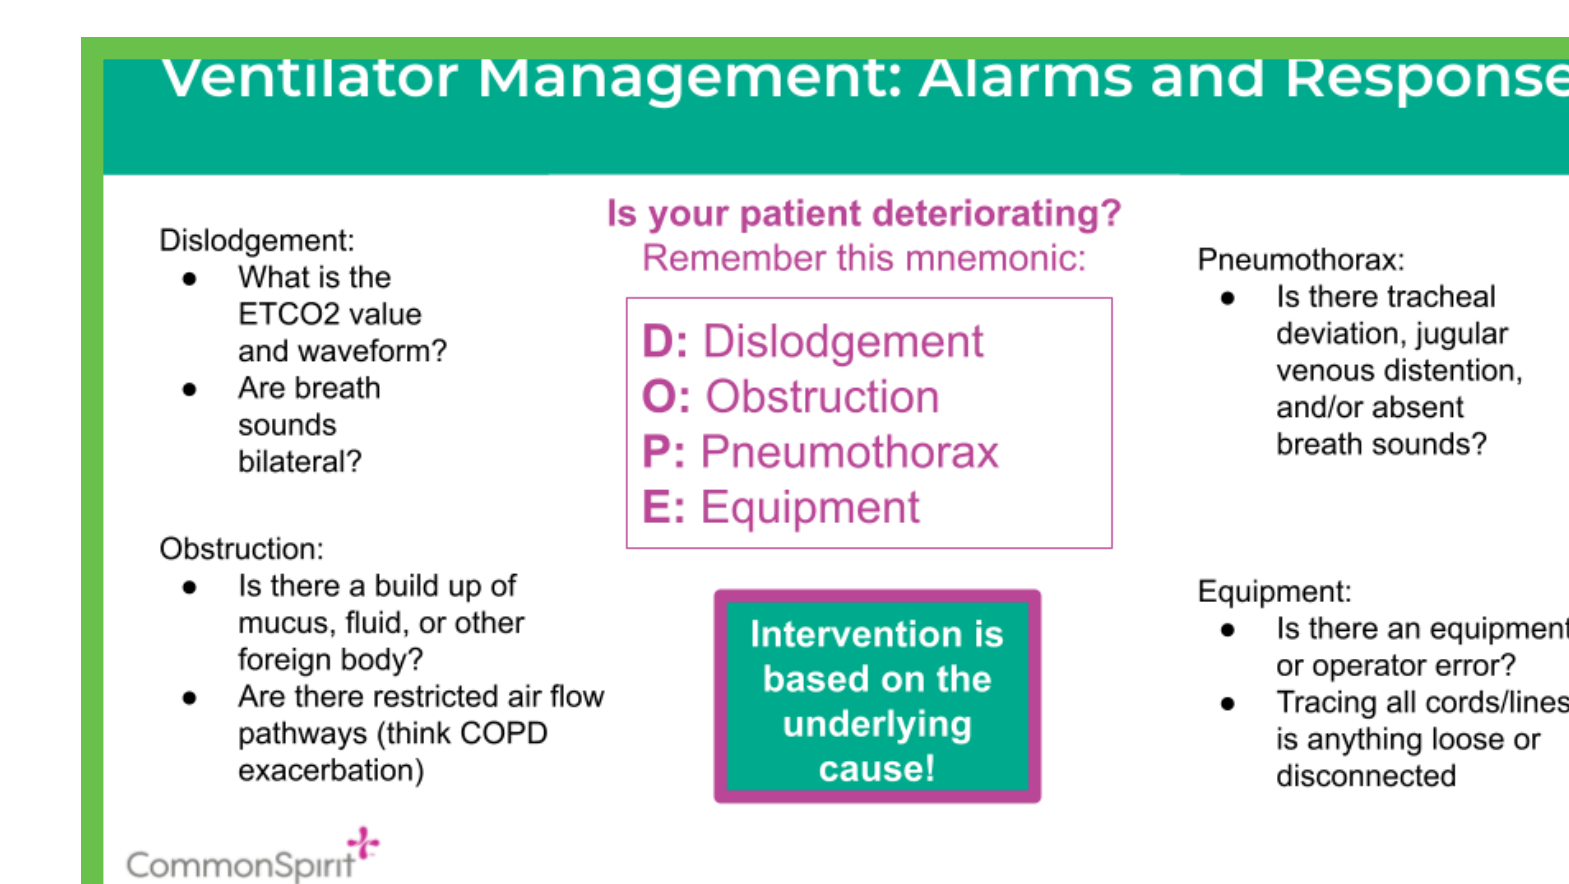 Ventilator Management: Alarms and Response
Is your patient deteriorating?
Remember this mnemonic:
Dislodgement:
● What is the
ETCO2 value
and waveform?
● Are breath
sounds
bilateral?
Obstruction:
● Is there a build up of
mucus, fluid, or other
foreign body?
● Are there restricted air flow
pathways (think COPD
exacerbation)
D: Dislodgement
O: Obstruction
P: Pneumothorax
E: Equipment
Intervention is
based on the
underlying
cause!
Pneumothorax:
● Is there tracheal
deviation, jugular
venous distention,
and/or absent
breath sounds?
Equipment:
● Is there an equipment
or operator error?
● Tracing all cords/lines
is anything loose or
disconnected
CommonSpirit